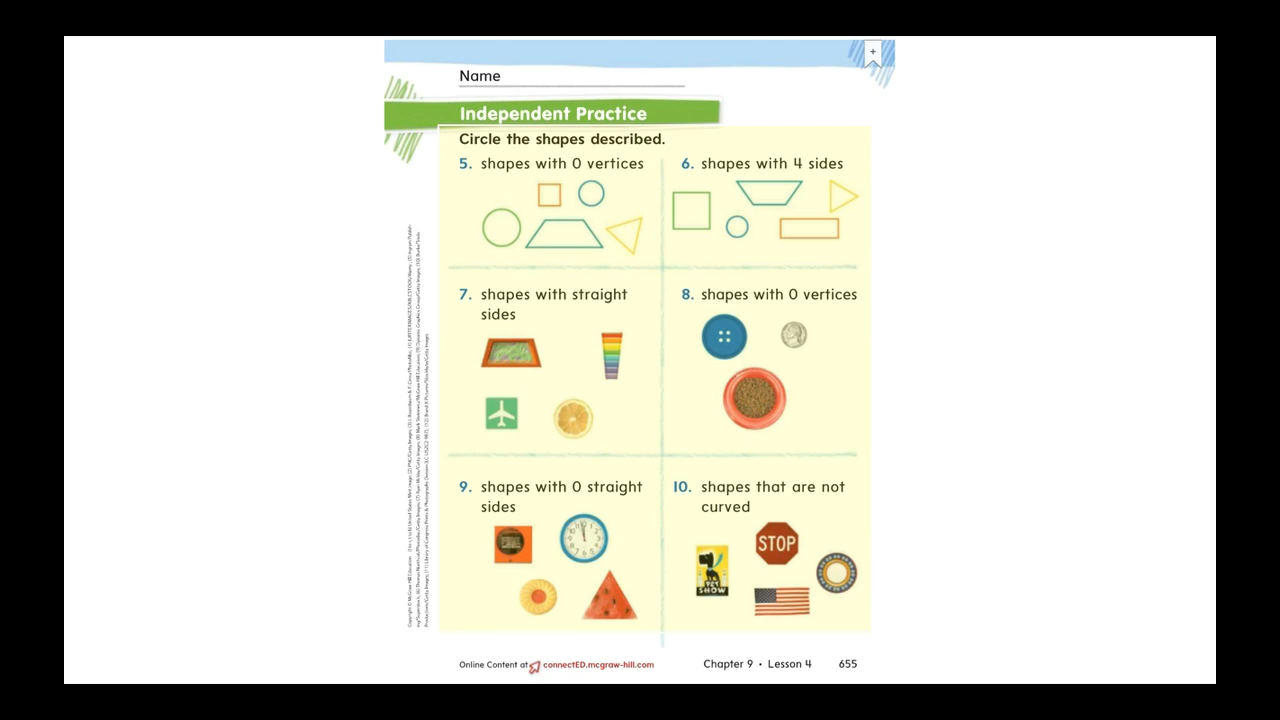 +
Name
Independent Practice
Circle the shapes described.
5. shapes with 0 vertices
6. shapes with 4 sides
7. shapes with straight
sides
8. shapes with 0 vertices
9. shapes with 0 straight
sides
10. shapes that are not
curved
STOP
PET
SHOW
Online Content at connectED.mcgraw-hill.com
Chapter 9 • Lesson 4 655